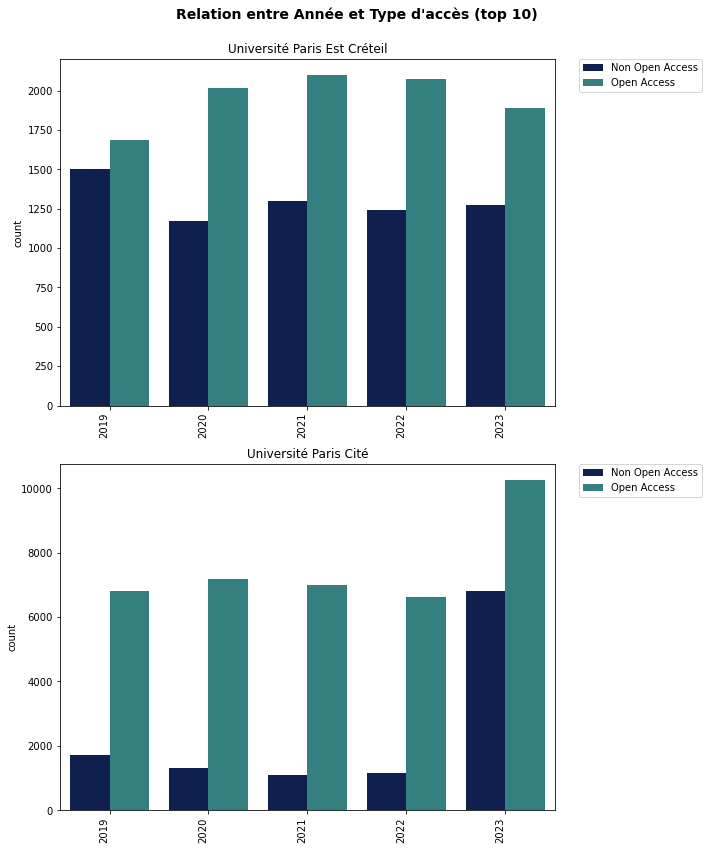 Relation entre Année et Type d'accès (top 10)
Université Paris Est Créteil
Non Open Access
Open Access
2000
1750
1500
1250
1000
750
500
250
0
count
2019
2020
2021
2022
2023
Université Paris Cité
Non Open Access
Open Access
10000
8000
6000
4000
2000
0
count
2019
2020
2021
2022
2023